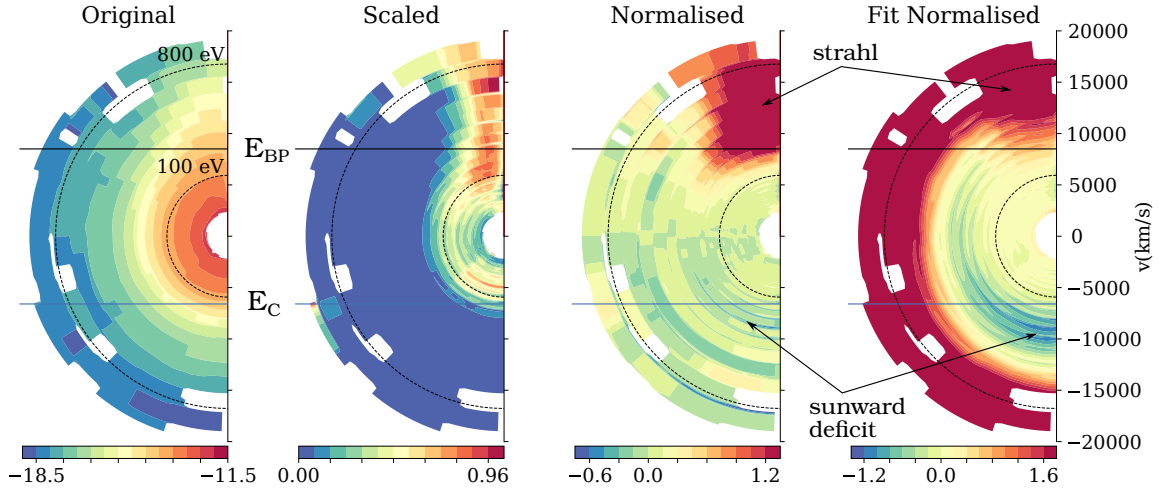 Original
Scaled
Normalised
Fit Normalised
800 eV
100 eV
E_BP
E_C
strahl
sunward
deficit
20000
15000
10000
5000
0
−5000
−10000
−15000
−20000
v(km/s)
−18.5
−11.5
0.00
0.96
−0.6
0.0
1.2
−1.2
0.0
1.6